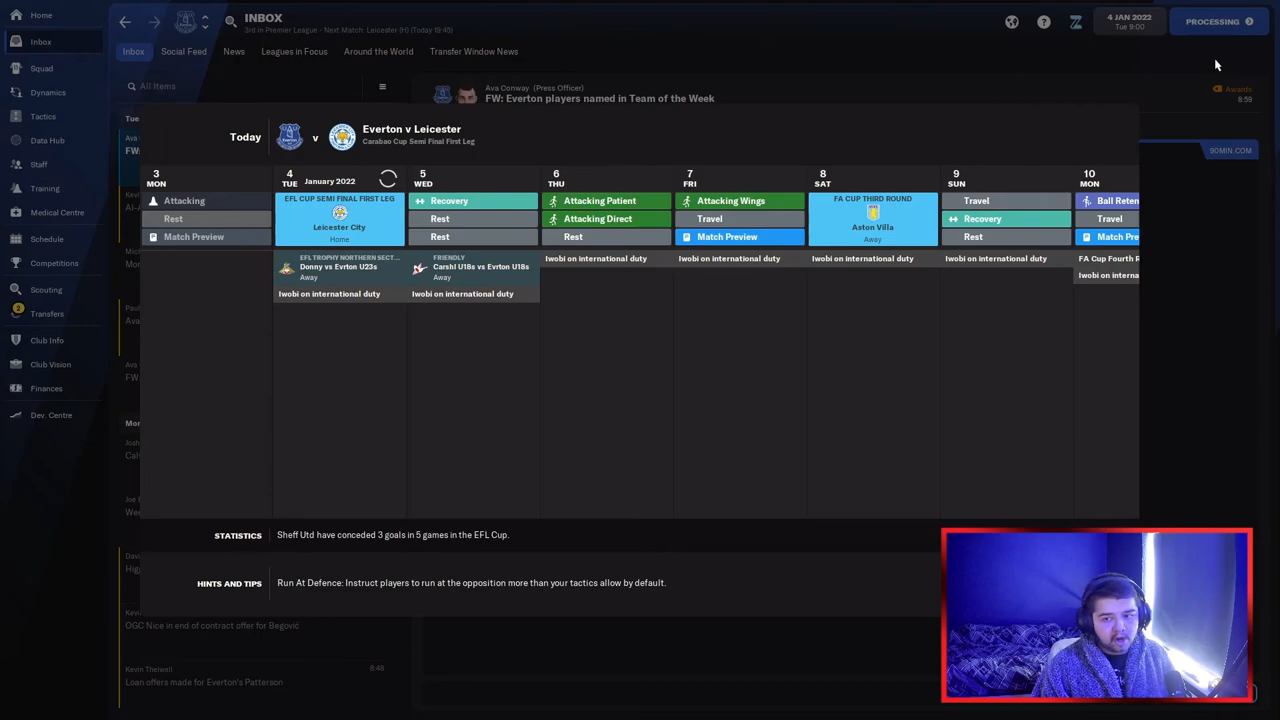 Home
Inbox
Squad
Dynamics
Tactics
Data Hub
Staff
Training
Medical Centre
Schedule
Competitions
Scouting
2
Transfers
Club Info
Club Vision
Finances
Dev. Centre
INBOX
3rd in Premier League - Next Match: Leicester (H) (Today 19:45)
4 JAN 2022
Tue 9:00
PROCESSING
Inbox Social Feed News Leagues in Focus Around the World Transfer Window News
All Items
Ava Conway (Press Officer)
FW: Everton players named in Team of the Week
Awards
8:59
90MIN.COM
Today
v
Everton v Leicester
Carabao Cup Semi Final First Leg
3
MON
Attacking
Rest
Match Preview
4
TUE January 2022
EFL CUP SEMI FINAL FIRST LEG
Leicester City
Home
EFL TROPHY NORTHERN SECT...
Donny vs Evrton U23s
Away
Iwobi on international duty
5
WED
Recovery
Rest
Rest
FRIENDLY
Carshl U18s vs Evrton U18s
Away
Iwobi on international duty
6
THU
Attacking Patient
Attacking Direct
Rest
Iwobi on international duty
7
FRI
Attacking Wings
Travel
Match Preview
Iwobi on international duty
8
SAT
FA CUP THIRD ROUND
Aston Villa
Away
Iwobi on international duty
9
SUN
Travel
Recovery
Rest
Iwobi on international duty
10
MON
Ball Reten
Travel
Match Pre
FA Cup Fourth R
Iwobi on interna
STATISTICS
Sheff Utd have conceded 3 goals in 5 games in the EFL Cup.
HINTS AND TIPS
Run At Defence: Instruct players to run at the opposition more than your tactics allow by default.
OGC Nice in end of contract offer for Begović
Kevin Thelwell
8:48
Loan offers made for Everton's Patterson